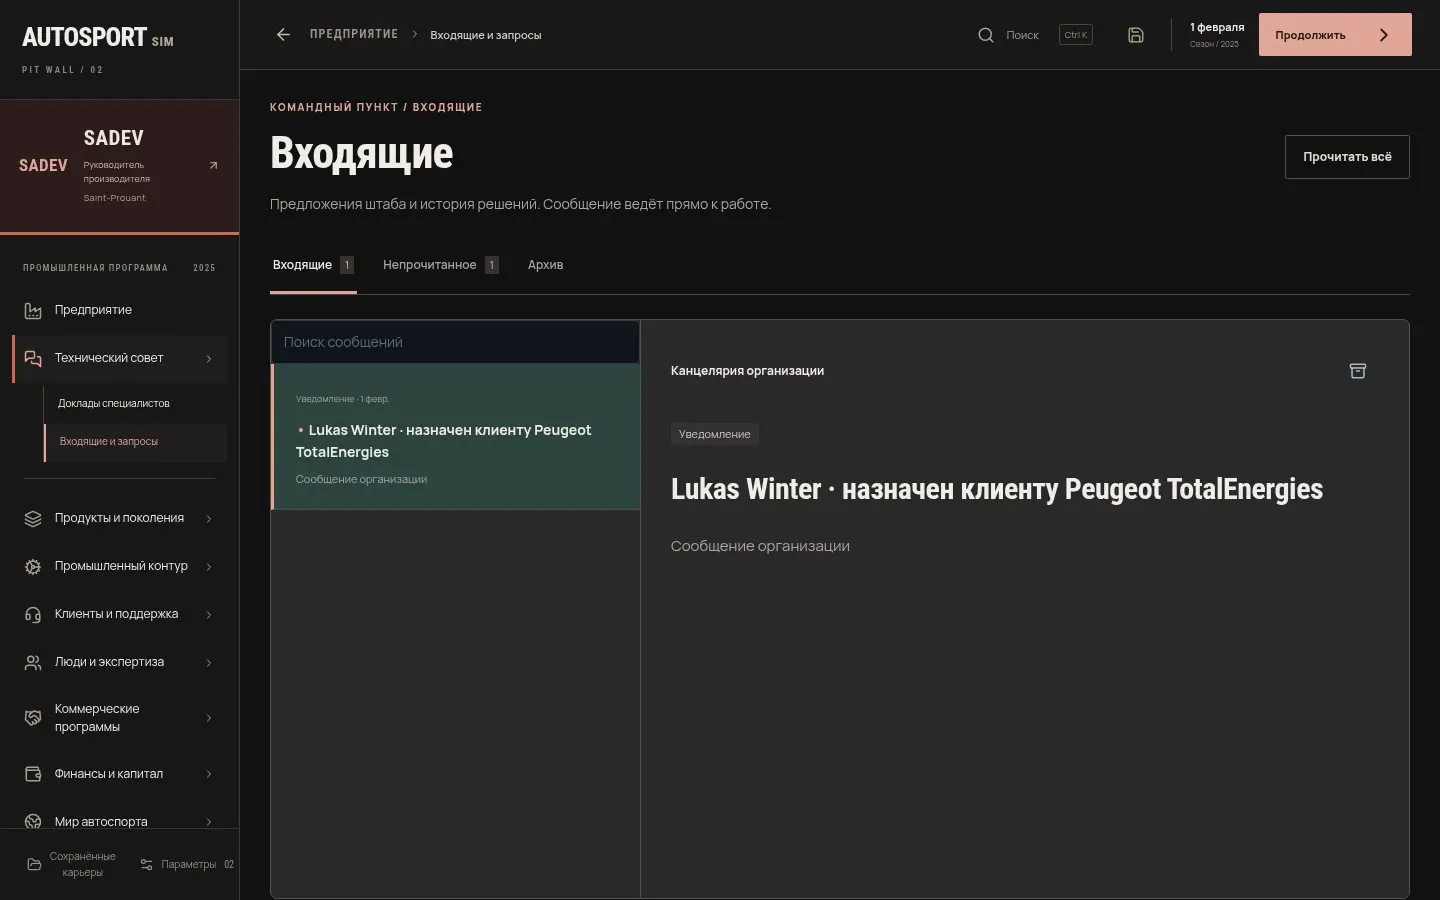 AUTOSPORT SIM
PIT WALL / 02
SADEV
SADEV
Руководитель
производителя
Saint-Prouant
ПРОМЫШЛЕННАЯ ПРОГРАММА 2025
Предприятие
Технический совет
Доклады специалистов
Входящие и запросы
Продукты и поколения
Промышленный контур
Клиенты и поддержка
Люди и экспертиза
Коммерческие
программы
Финансы и капитал
Мир автоспорта
Сохранённые
карьеры
Параметры 02
ПРЕДПРИЯТИЕ > Входящие и запросы
Поиск Ctrl K
1 февраля
Сезон / 2025
Продолжить
КОМАНДНЫЙ ПУНКТ / ВХОДЯЩИЕ
Входящие
Прочитать всё
Предложения штаба и история решений. Сообщение ведёт прямо к работе.
Входящие 1 Непрочитанное 1 Архив
Поиск сообщений
Уведомление · 1 февр.
• Lukas Winter · назначен клиенту Peugeot
TotalEnergies
Сообщение организации
Канцелярия организации
Уведомление
Lukas Winter · назначен клиенту Peugeot TotalEnergies
Сообщение организации